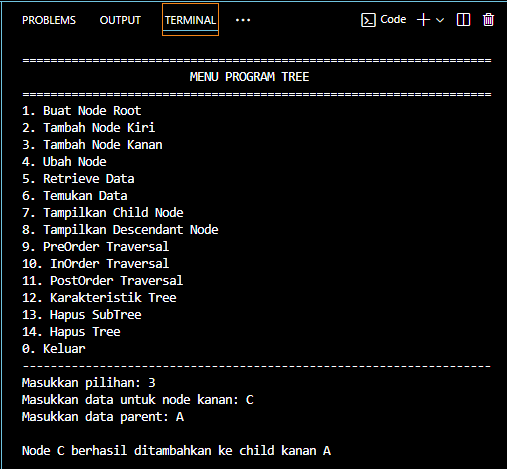 PROBLEMS OUTPUT TERMINAL ... Code
===================================================================
MENU PROGRAM TREE
===================================================================
1. Buat Node Root
2. Tambah Node Kiri
3. Tambah Node Kanan
4. Ubah Node
5. Retrieve Data
6. Temukan Data
7. Tampilkan Child Node
8. Tampilkan Descendant Node
9. PreOrder Traversal
10. InOrder Traversal
11. PostOrder Traversal
12. Karakteristik Tree
13. Hapus SubTree
14. Hapus Tree
0. Keluar
-------------------------------------------------------------------
Masukkan pilihan: 3
Masukkan data untuk node kanan: C
Masukkan data parent: A
Node C berhasil ditambahkan ke child kanan A